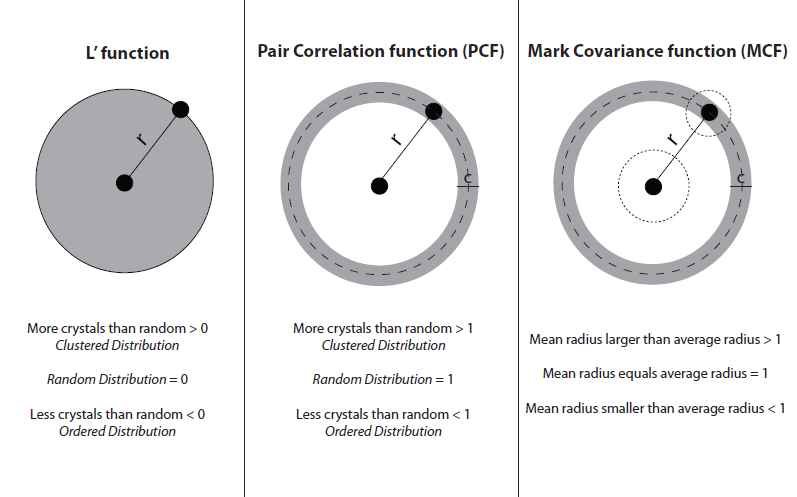 L’ function
r
More crystals than random > 0
Clustered Distribution
Random Distribution = 0
Less crystals than random < 0
Ordered Distribution
Pair Correlation function (PCF)
r
c
More crystals than random > 1
Clustered Distribution
Random Distribution = 1
Less crystals than random < 1
Ordered Distribution
Mark Covariance function (MCF)
r
c
Mean radius larger than average radius > 1
Mean radius equals average radius = 1
Mean radius smaller than average radius < 1